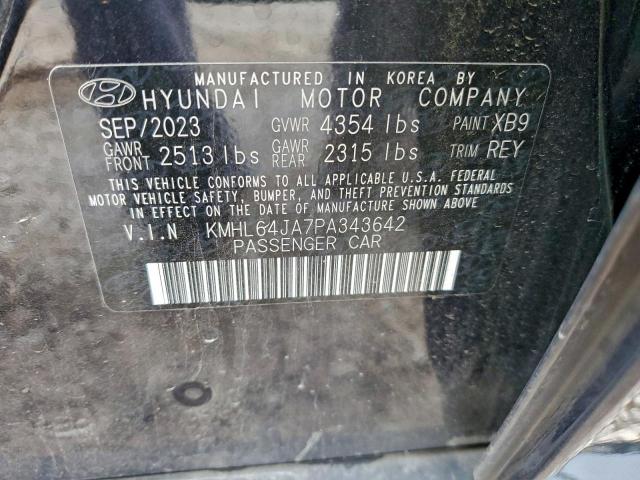 MANUFACTURED IN KOREA BY
HYUNDAI MOTOR COMPANY
SEP/2023 GVWR 4354 lbs PAINT XB9
GAWR FRONT 2513 lbs GAWR REAR 2315 lbs TRIM REY
THIS VEHICLE CONFORMS TO ALL APPLICABLE U.S.A. FEDERAL
MOTOR VEHICLE SAFETY, BUMPER, AND THEFT PREVENTION STANDARDS
IN EFFECT ON THE DATE OF MANUFACTURE SHOWN ABOVE.
V.I.N KMHL64JA7PA343642
PASSENGER CAR